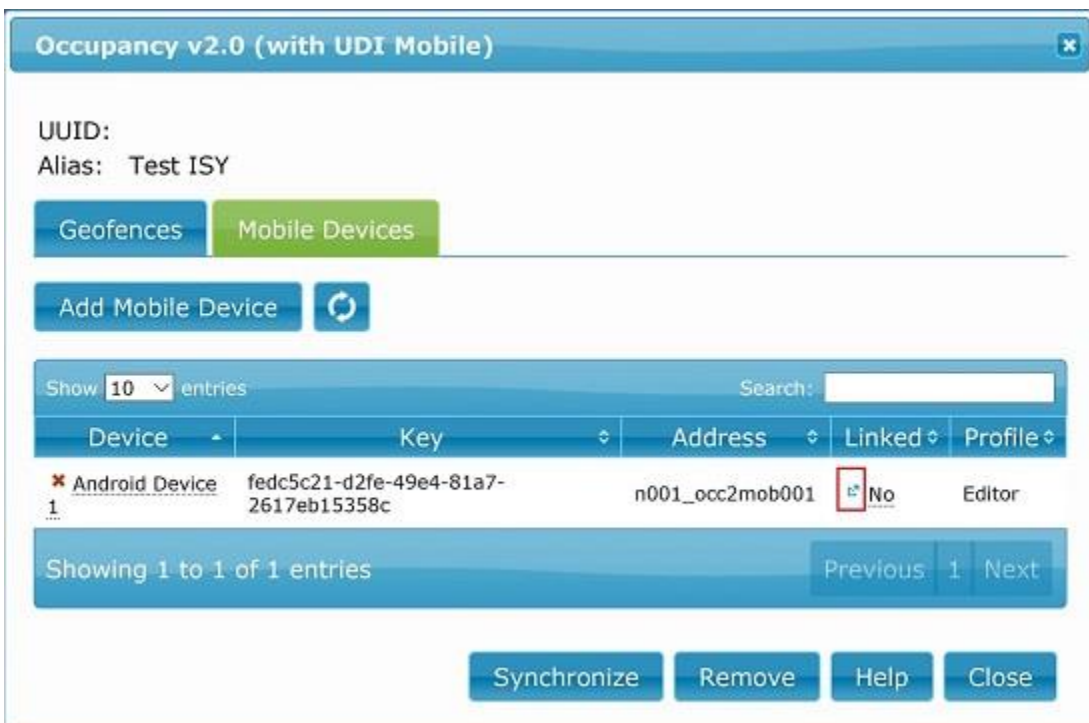 Occupancy v2.0 (with UDI Mobile)
UUID:
Alias: Test ISY
Geofences Mobile Devices
Add Mobile Device
Show 10 entries Search:
Device Key Address Linked Profile
Android Device fedc5c21-d2fe-49e4-81a7- n001_occ2mob001 No Editor
1 2617eb15358c
Showing 1 to 1 of 1 entries Previous 1 Next
Synchronize Remove Help Close